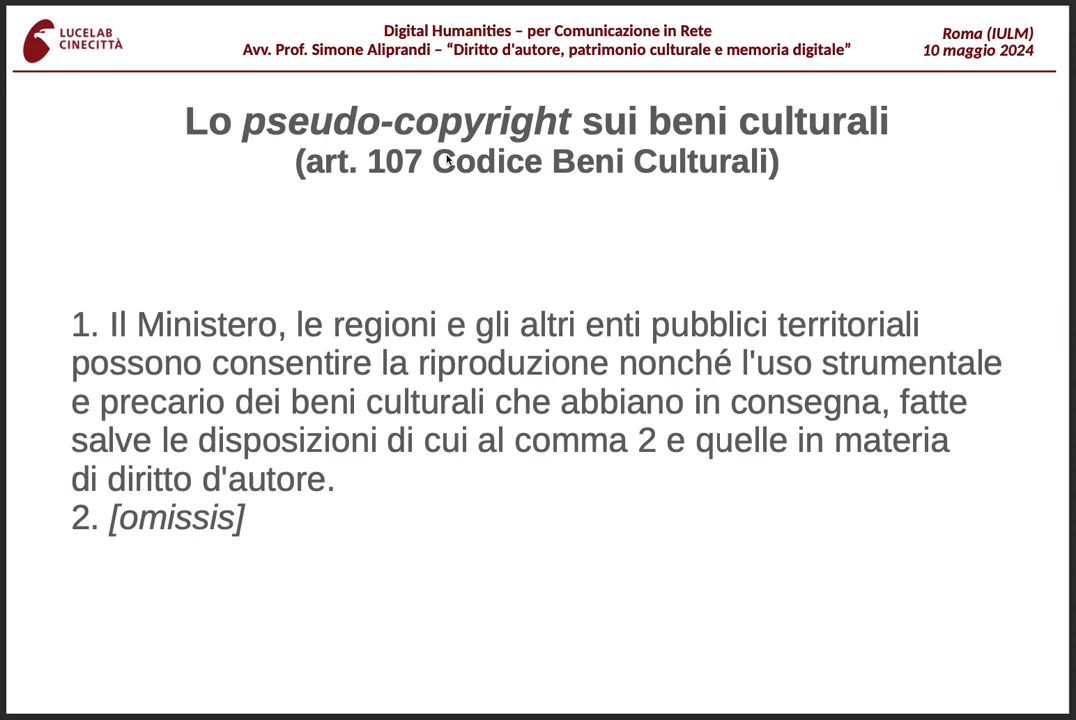 LUCELAB
CINECITTÀ
Digital Humanities – per Comunicazione in Rete
Avv. Prof. Simone Aliprandi – “Diritto d'autore, patrimonio culturale e memoria digitale”
Roma (IULM)
10 maggio 2024
Lo pseudo-copyright sui beni culturali
(art. 107 Codice Beni Culturali)
1. Il Ministero, le regioni e gli altri enti pubblici territoriali
possono consentire la riproduzione nonché l'uso strumentale
e precario dei beni culturali che abbiano in consegna, fatte
salve le disposizioni di cui al comma 2 e quelle in materia
di diritto d'autore.
2. [omissis]